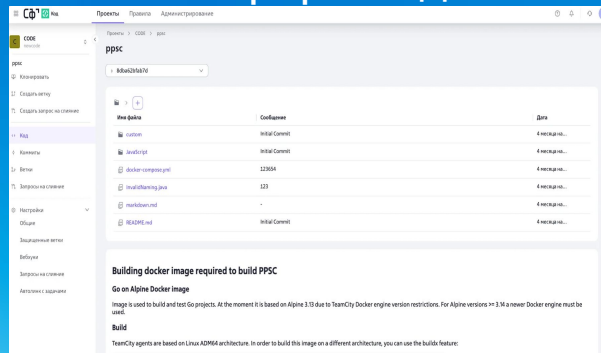 Сф Код Проекты Правила Администрирование
C CODE
Проекты > CODE > ppsc
ppsc
ppsc
8dba62bfab7d
Клонировать
Создать ветку
Создать запрос на слияние
Имя файла Сообщение Дата
Код
custom Initial Commit 4 месяца на...
Коммиты
JavaScript Initial Commit 4 месяца на...
Ветки
docker-compose.yml 123654 4 месяца на...
Запросы на слияние
InvalidNaming.java 123 4 месяца на...
markdown.md - 4 месяца на...
Настройки
README.md Initial Commit 4 месяца на...
Общие
Защищенные ветки
Вебхуки
Запросы на слияние
Автолинк с задачами
Building docker image required to build PPSC
Go on Alpine Docker image
Image is used to build and test Go projects. At the moment it is based on Alpine 3.13 due to TeamCity Docker engine version restrictions. For Alpine versions >= 3.14 a newer Docker engine must be
used.
Build
TeamCity agents are based on Linux ADM64 architecture. In order to build this image on a different architecture, you can use the buildx feature: